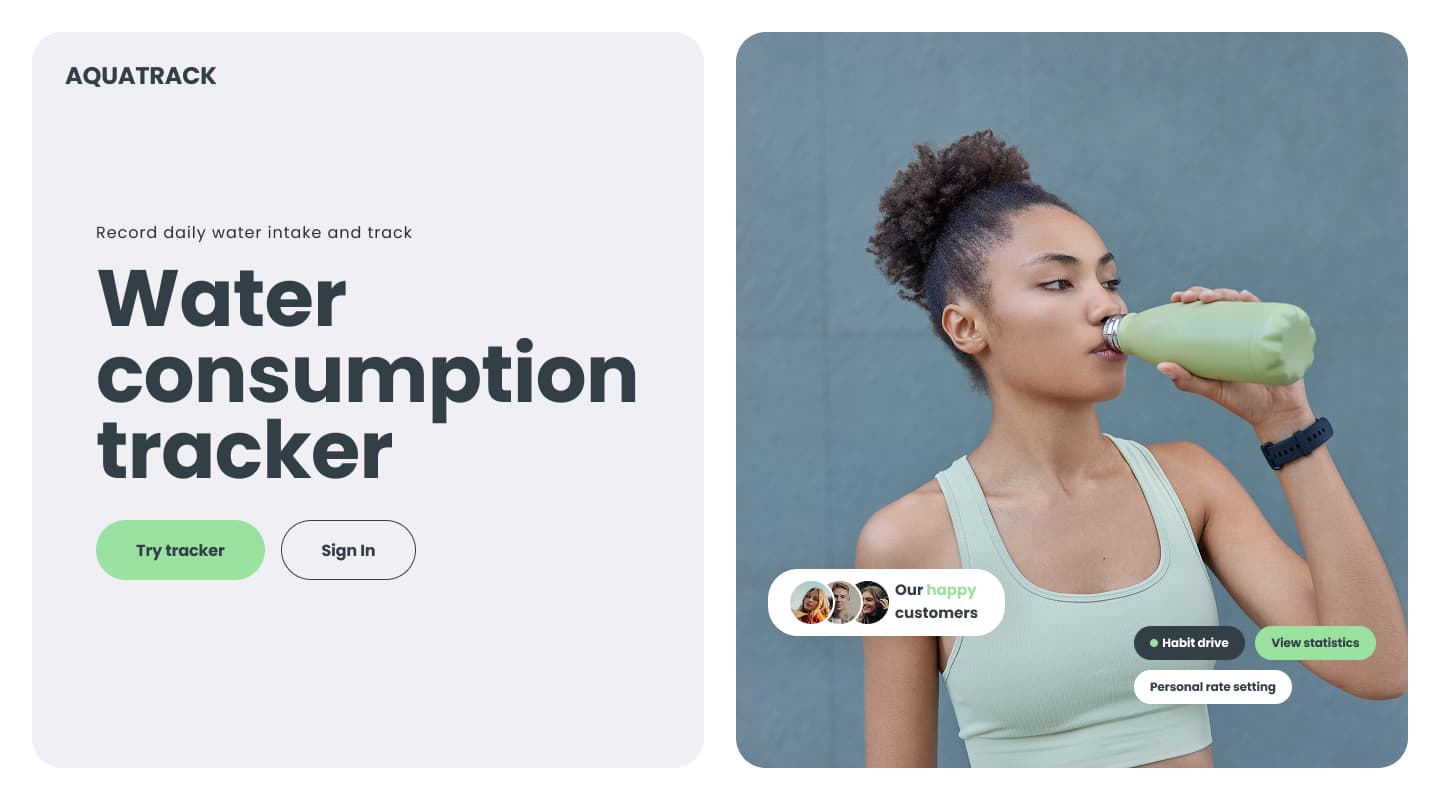 AQUATRACK
Record daily water intake and track
Water
consumption
tracker
Try tracker
Sign In
Our happy
customers
Habit drive
View statistics
Personal rate setting